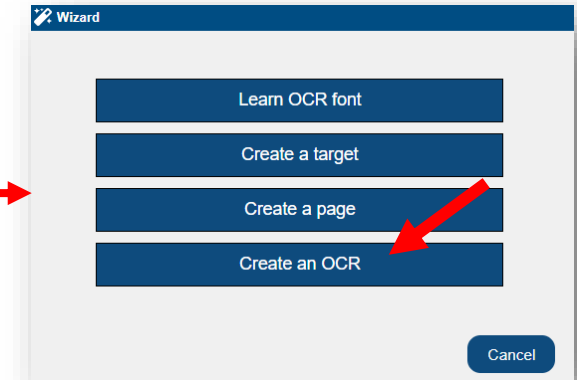 Wizard
Learn OCR font
Create a target
Create a page
Create an OCR
Cancel